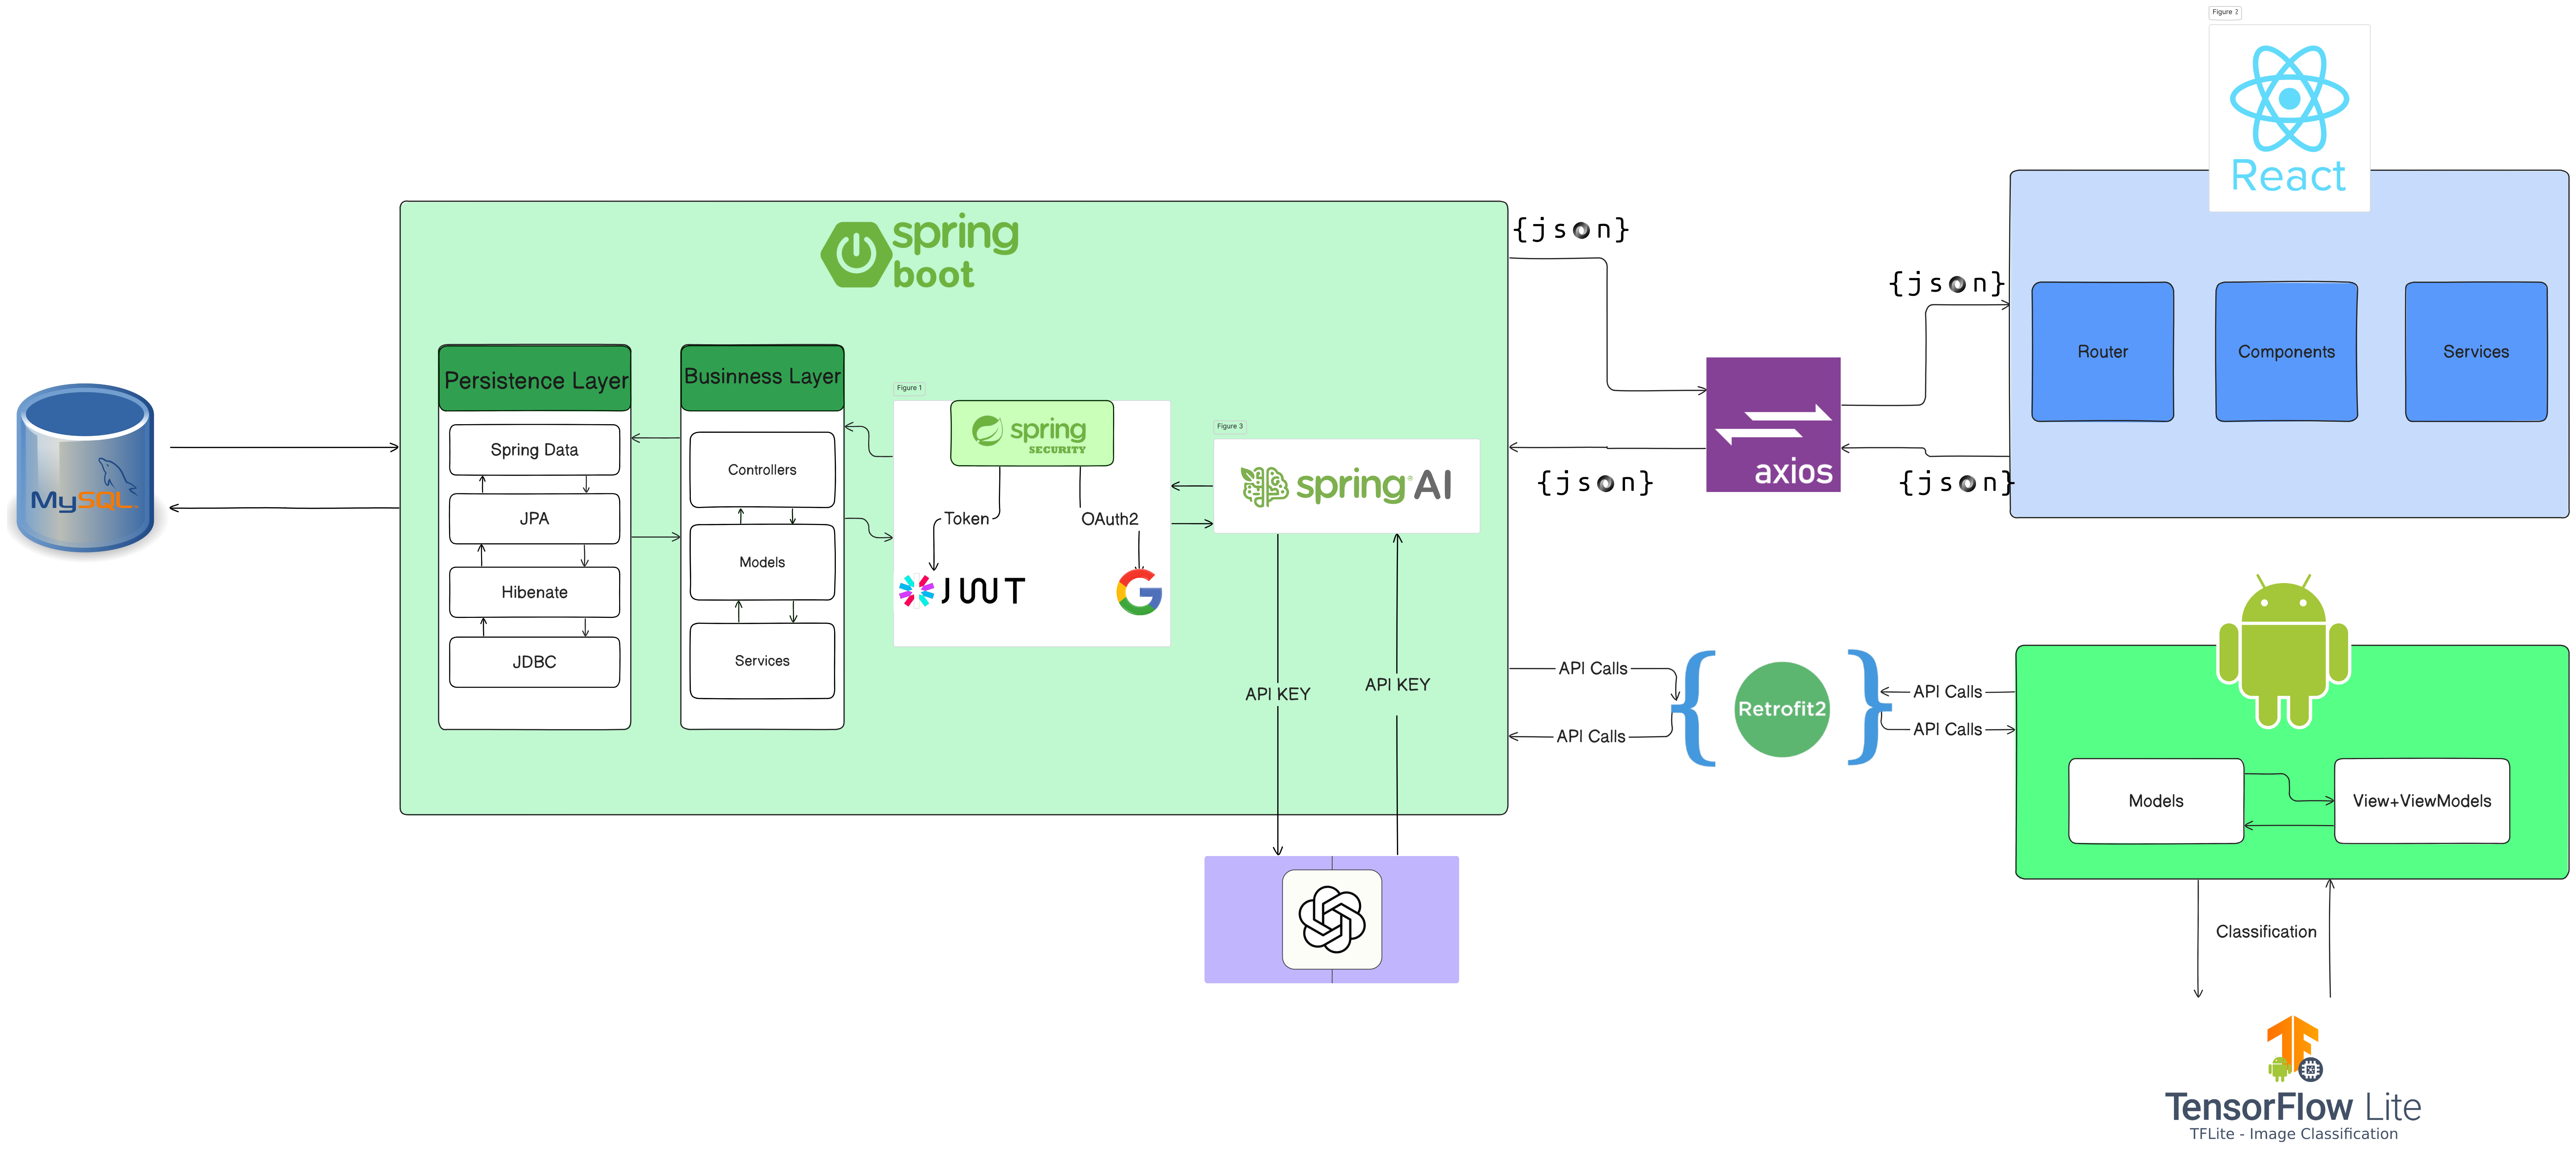 Figure 2
React
spring
boot
{json}
{json}
Router
Components
Services
Persistence Layer
Businness Layer
Figure 1
spring
SECURITY
Figure 3
Spring Data
Controllers
spring AI
axios
{json}
{json}
MySQL
JPA
Token
OAuth2
Models
Hibenate
JWT
JDBC
Services
API KEY
API KEY
API Calls
API Calls
Retrofit2
API Calls
API Calls
Models
View+ViewModels
Classification
TensorFlow Lite
TFLite - Image Classification